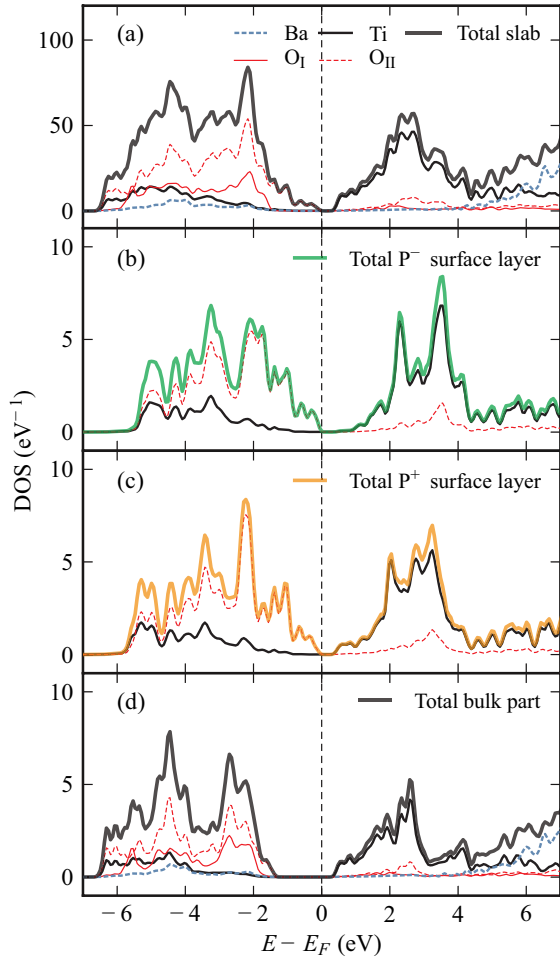 (a) Ba Ti Total slab
O_I O_II
100
50
0
(b) Total P⁻ surface layer
10
5
0
DOS (eV⁻¹)
(c) Total P⁺ surface layer
10
5
0
(d) Total bulk part
10
5
0
−6 −4 −2 0 2 4 6
E − E_F (eV)